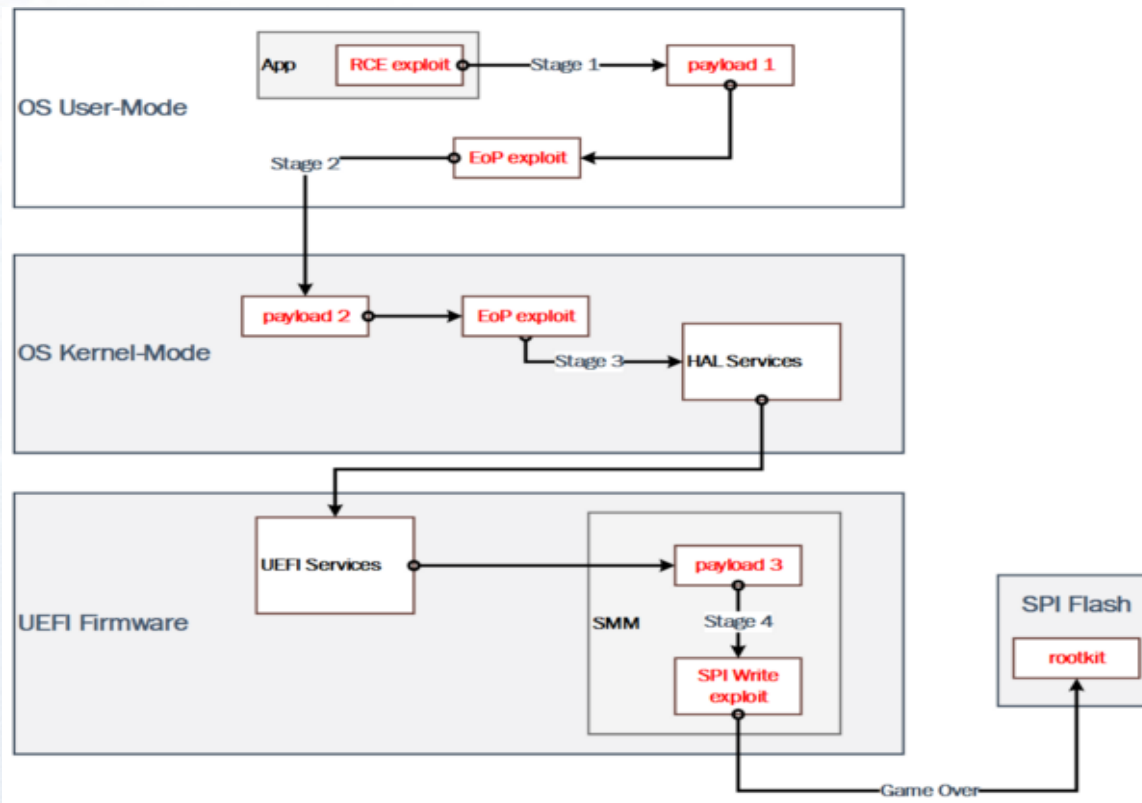 App
RCE exploit
Stage 1
payload 1
OS User-Mode
EoP exploit
Stage 2
payload 2
EoP exploit
OS Kernel-Mode
Stage 3
HAL Services
UEFI Services
payload 3
UEFI Firmware
SMM
Stage 4
SPI Write
exploit
SPI Flash
rootkit
Game Over